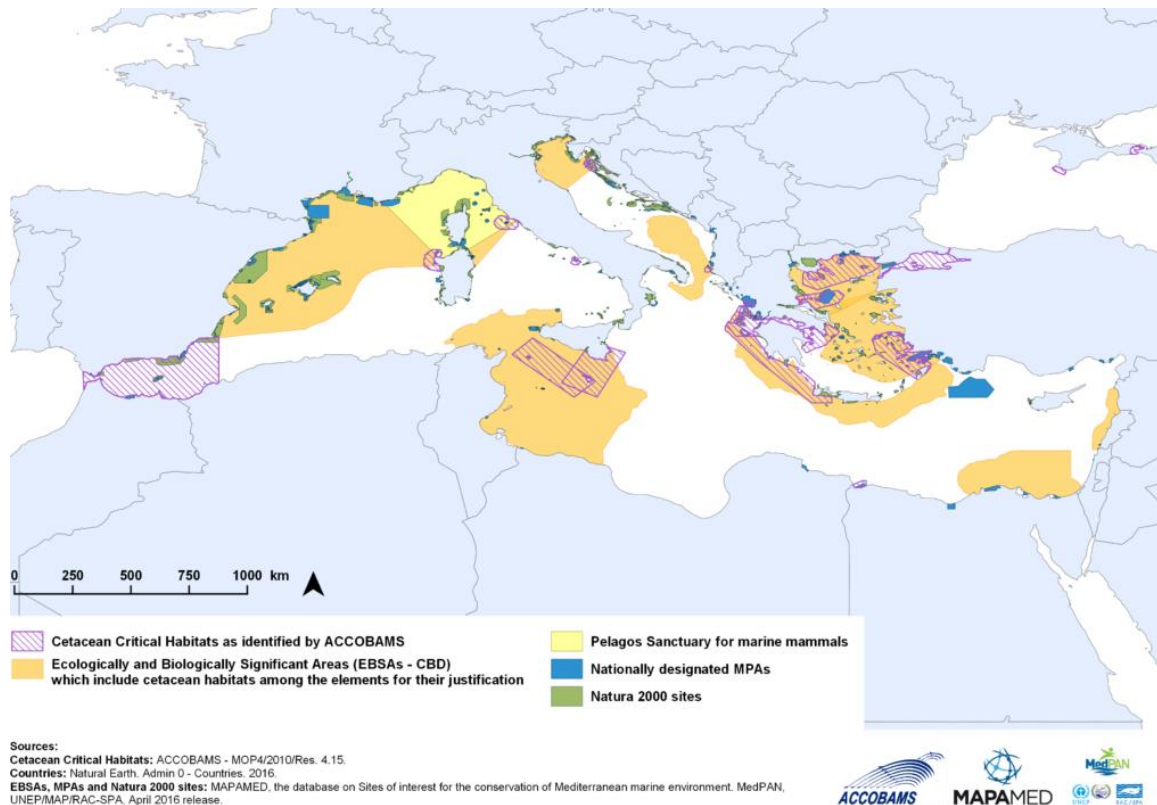 0 250 500 750 1000 km
Cetacean Critical Habitats as identified by ACCOBAMS
Ecologically and Biologically Significant Areas (EBSAs - CBD)
which include cetacean habitats among the elements for their justification
Pelagos Sanctuary for marine mammals
Nationally designated MPAs
Natura 2000 sites
Sources:
Cetacean Critical Habitats: ACCOBAMS - MOP4/2010/Res. 4.15.
Countries: Natural Earth. Admin 0 - Countries. 2016.
EBSAs, MPAs and Natura 2000 sites: MAPAMED, the database on Sites of interest for the conservation of Mediterranean marine environment. MedPAN,
UNEP/MAP/RAC-SPA. April 2016 release.
ACCOBAMS
MAPAMED
MedPAN
UNEP
RAC/SPA